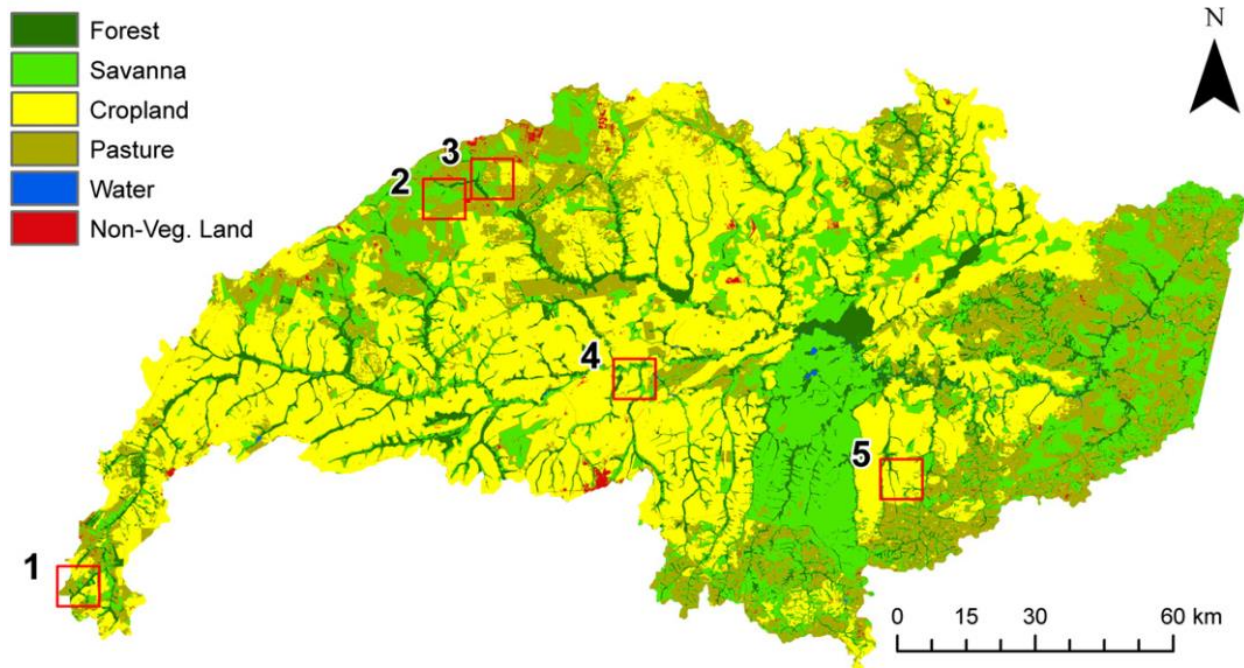 Forest
Savanna
Cropland
Pasture
Water
Non-Veg. Land
N
3
2
4
5
1
0 15 30 60 km